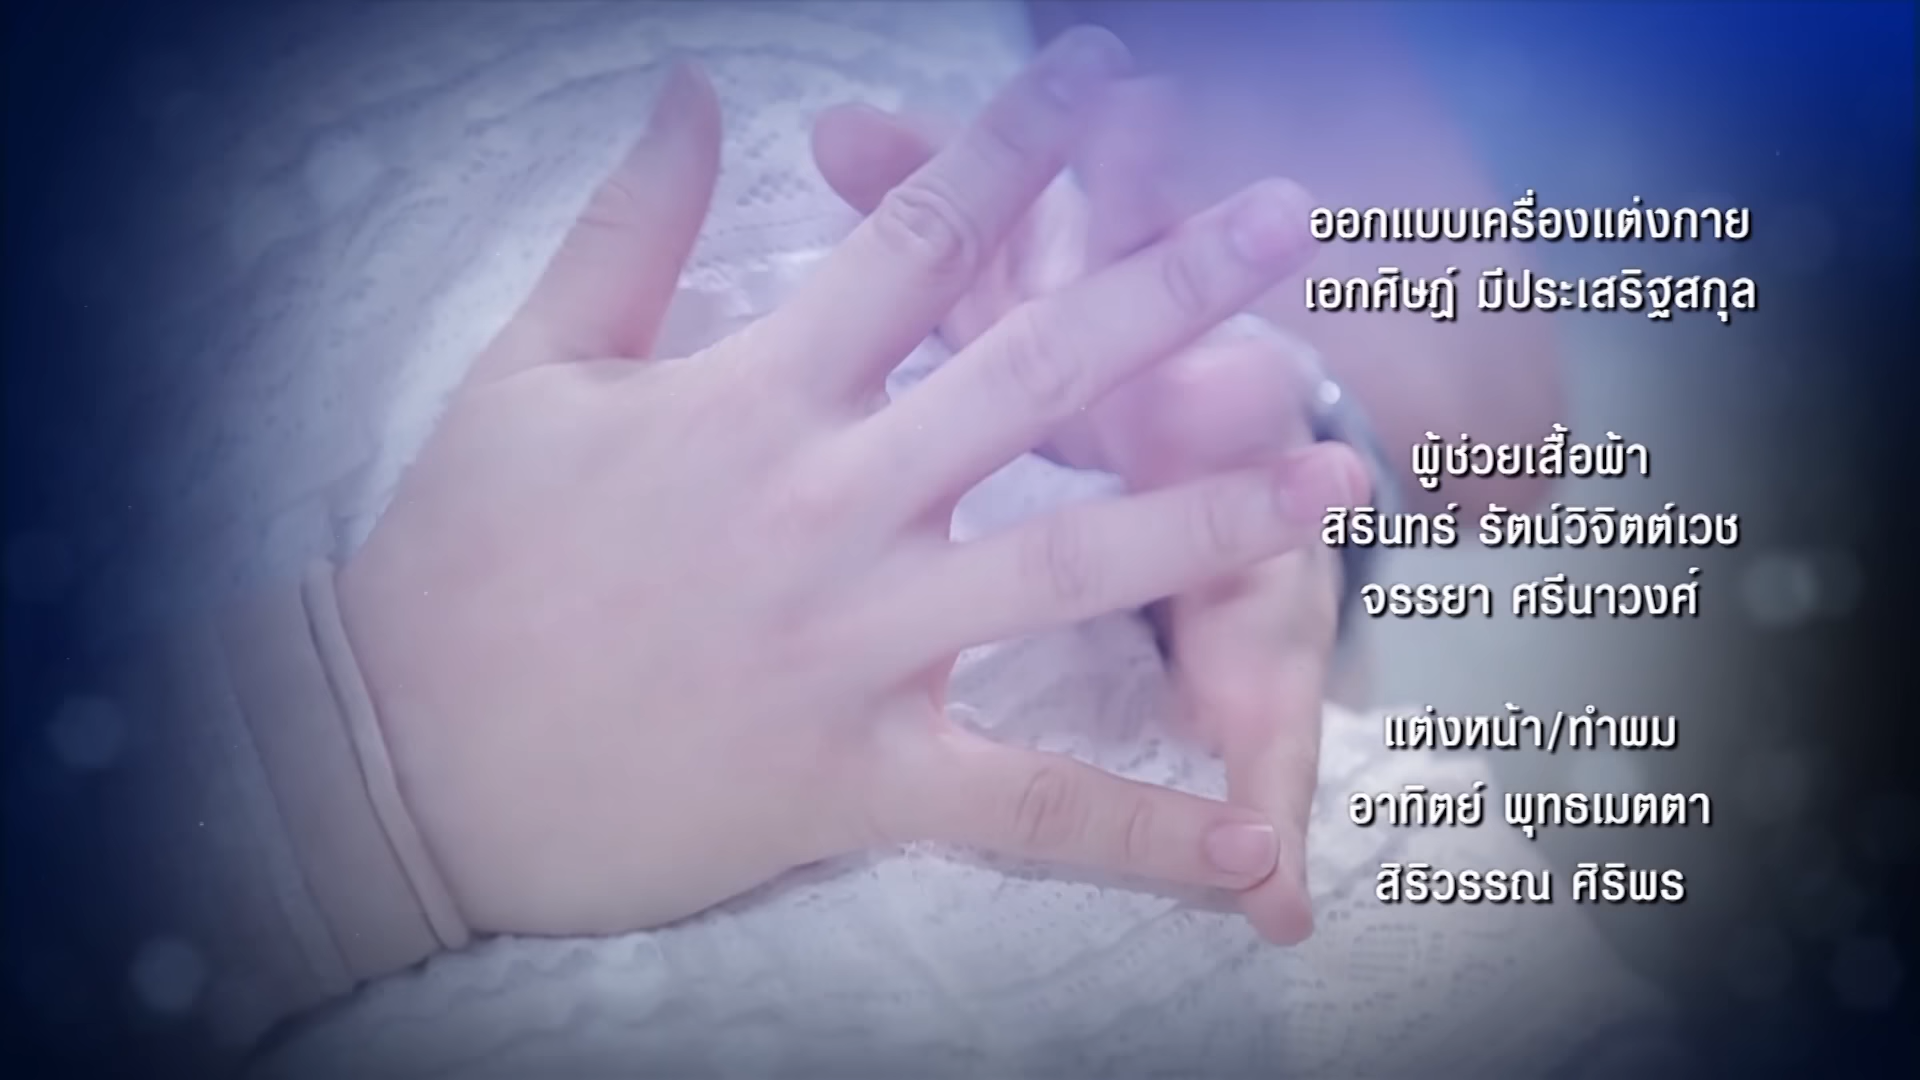 ออกแบบเครื่องแต่งกาย
เอกศิษฏ์ มีประเสริฐสกุล
ผู้ช่วยเสื้อผ้า
สิรินทร์ รัตน์วิจิตต์เวช
จรรยา ศรีนาวงศ์
แต่งหน้า/ทำผม
อาทิตย์ พุทธเมตตา
สิริวรรณ ศิริพร